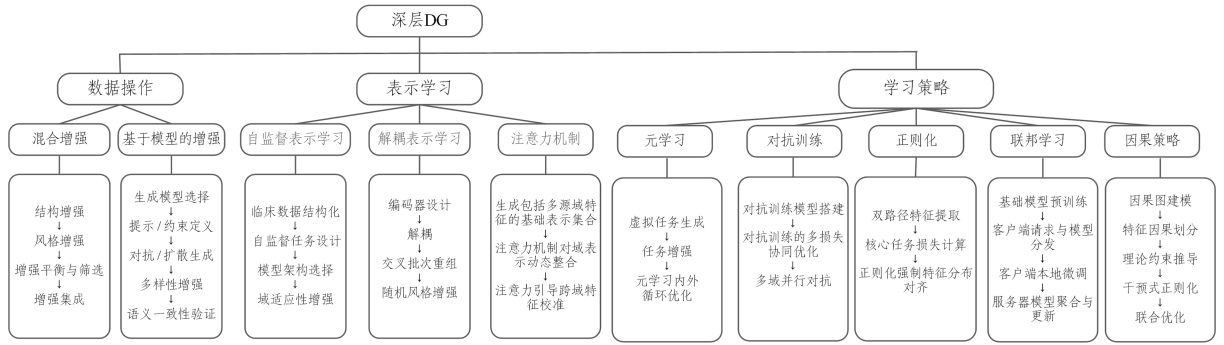 深层DG
数据操作
表示学习
学习策略
混合增强
基于模型的增强
自监督表示学习
解耦表示学习
注意力机制
元学习
对抗训练
正则化
联邦学习
因果策略
结构增强
↓
风格增强
↓
增强平衡与筛选
↓
增强集成
生成模型选择
↓
提示/约束定义
↓
对抗/扩散生成
↓
多样性增强
↓
语义一致性验证
临床数据结构化
↓
自监督任务设计
↓
模型架构选择
↓
域适应性增强
编码器设计
↓
解耦
↓
交叉批次重组
↓
随机风格增强
生成包括多源域特
征的基础表示集合
↓
注意力机制对域表
示动态整合
↓
注意力引导跨域特
征校准
虚拟任务生成
↓
任务增强
↓
元学习内外
循环优化
对抗训练模型搭建
↓
对抗训练的多损失
协同优化
↓
多域并行对抗
双路径特征提取
↓
核心任务损失计算
↓
正则化强制特征分布
对齐
基础模型预训练
↓
客户端请求与模型
分发
↓
客户端本地微调
↓
服务器模型聚合与
更新
因果图建模
↓
特征因果划分
↓
理论约束推导
↓
干预式正则化
↓
联合优化